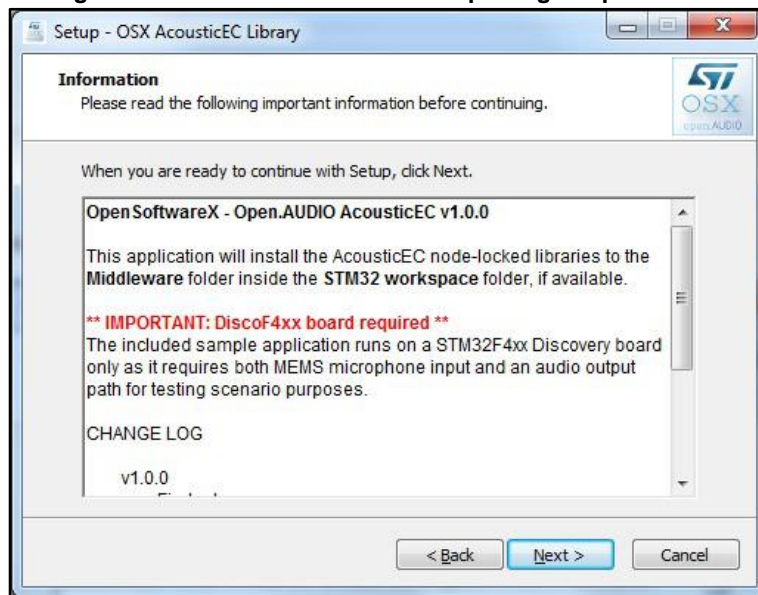 Setup - OSX AcousticEC Library
Information
Please read the following important information before continuing.
OSX
open.AUDIO
When you are ready to continue with Setup, click Next.
OpenSoftwareX - Open.AUDIO AcousticEC v1.0.0
This application will install the AcousticEC node-locked libraries to the
Middleware folder inside the STM32 workspace folder, if available.
** IMPORTANT: DiscoF4xx board required **
The included sample application runs on a STM32F4xx Discovery board
only as it requires both MEMS microphone input and an audio output
path for testing scenario purposes.
CHANGE LOG
v1.0.0
< Back
Next >
Cancel